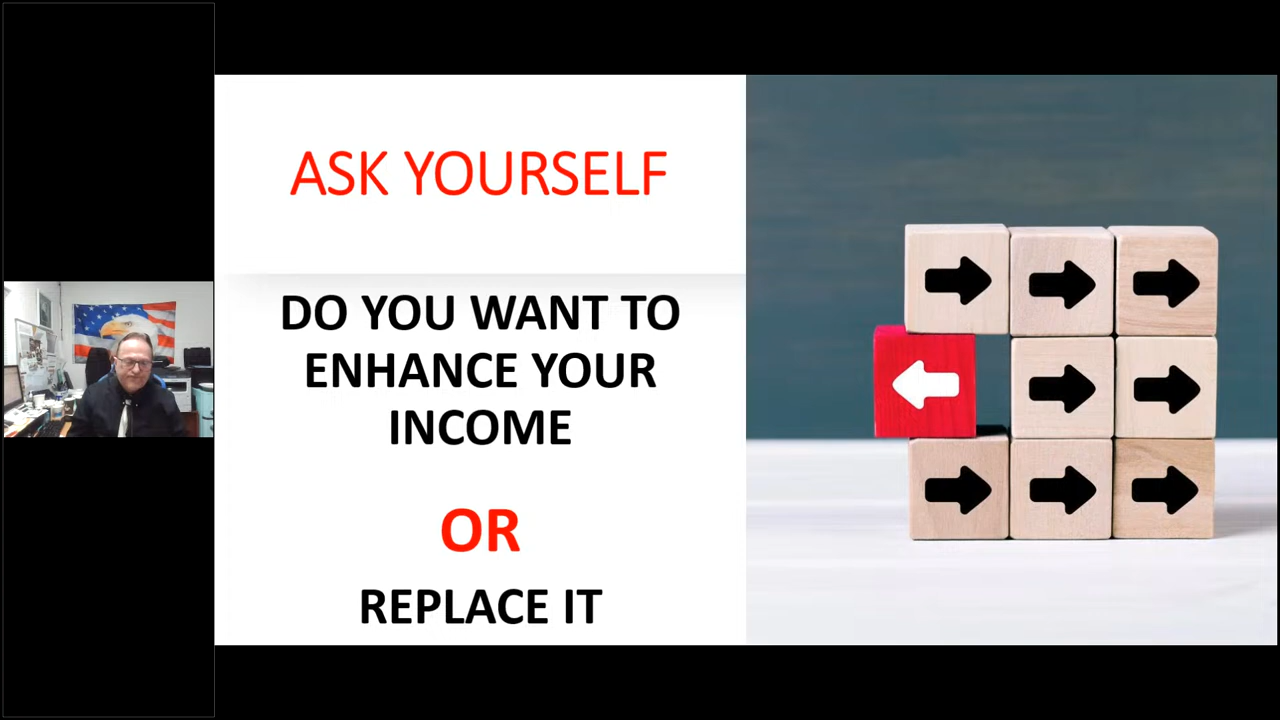 ASK YOURSELF
DO YOU WANT TO
ENHANCE YOUR
INCOME
OR
REPLACE IT